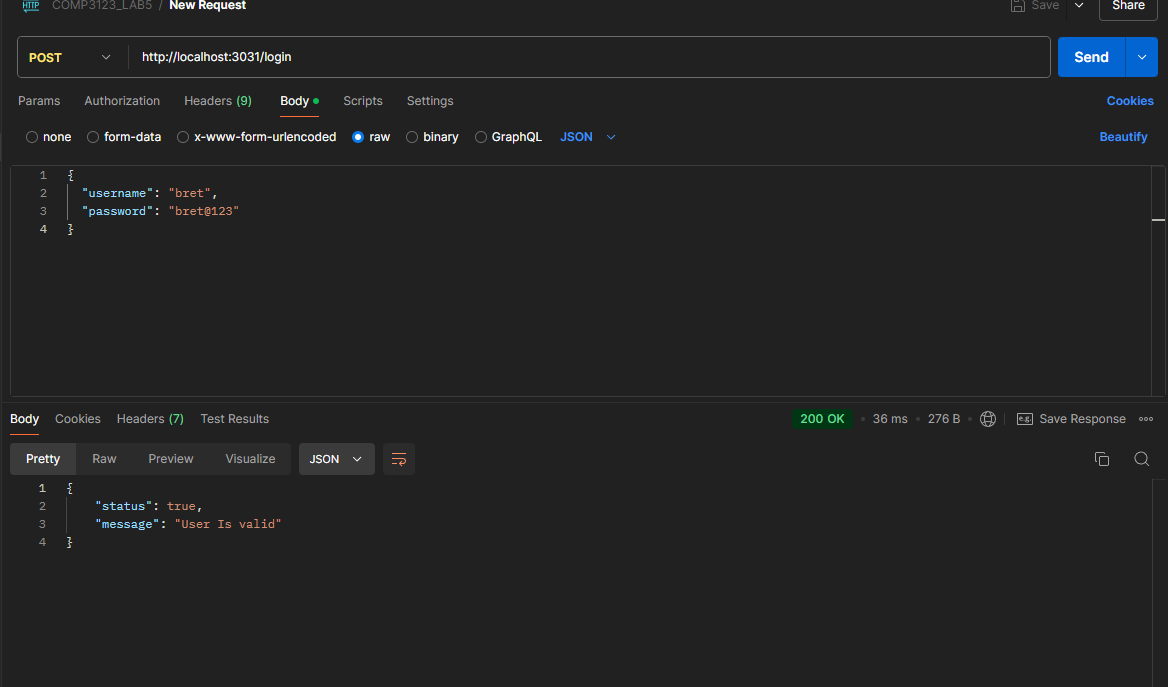 HTTP COMP3123_LAB5 / New Request Save Share
POST http://localhost:3031/login Send
Params Authorization Headers (9) Body Scripts Settings Cookies
none form-data x-www-form-urlencoded raw binary GraphQL JSON Beautify
1 {
2 "username": "bret",
3 "password": "bret@123"
4 }
Body Cookies Headers (7) Test Results 200 OK • 36 ms • 276 B • e.g. Save Response
Pretty Raw Preview Visualize JSON
1 {
2 "status": true,
3 "message": "User Is valid"
4 }